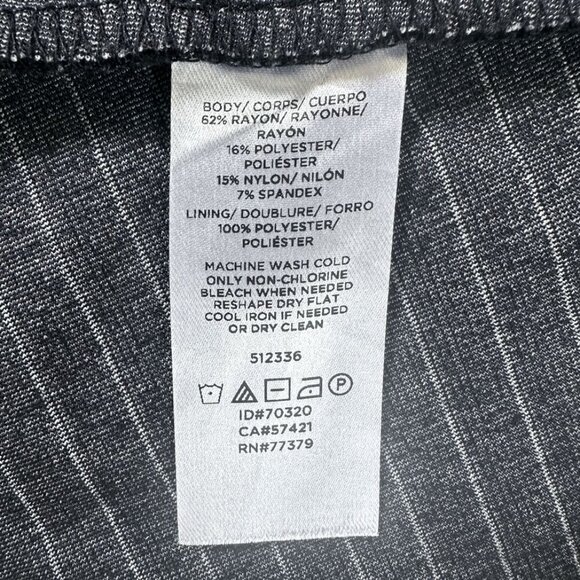 BODY/ CORPS/ CUERPO
62% RAYON/ RAYONNE/
RAYÓN
16% POLYESTER/
POLIÉSTER
15% NYLON/ NILÓN
7% SPANDEX
LINING/ DOUBLURE/ FORRO
100% POLYESTER/
POLIÉSTER
MACHINE WASH COLD
ONLY NON-CHLORINE
BLEACH WHEN NEEDED
RESHAPE DRY FLAT
COOL IRON IF NEEDED
OR DRY CLEAN
512336
P
ID#70320
CA#57421
RN#77379